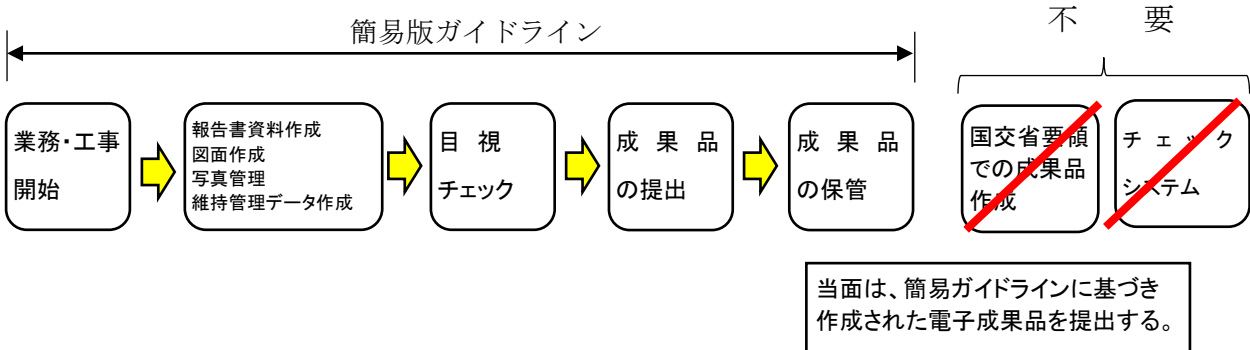 不 要
簡易版ガイドライン
業務・工事
開始
報告書資料作成
図面作成
写真管理
維持管理データ作成
目 視
チェック
成 果 品
の提出
成 果 品
の保管
国交省要領
での成果品
作成
チ ェ ッ ク
システム
当面は、簡易ガイドラインに基づき
作成された電子成果品を提出する。